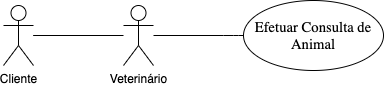 Efetuar Consulta de
Animal
Cliente
Veterinário